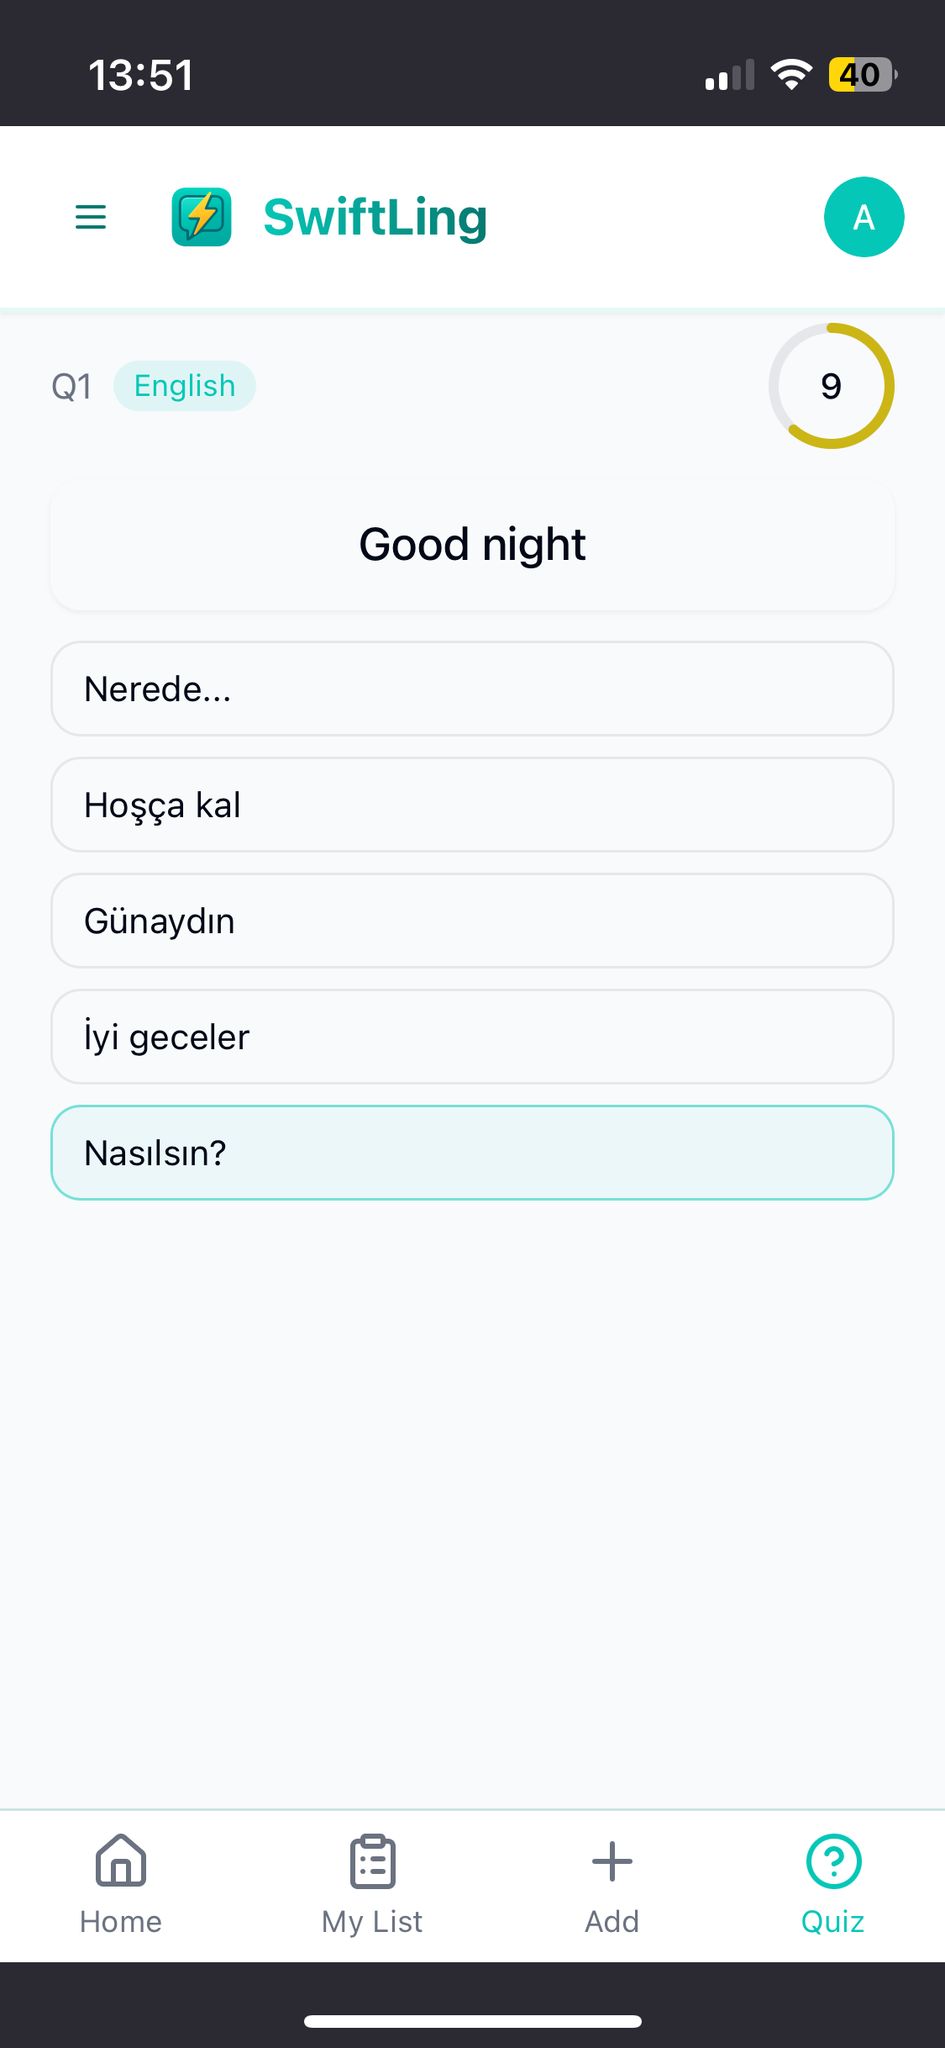 13:51
40
SwiftLing
A
Q1 English
9
Good night
Nerede...
Hoşça kal
Günaydın
İyi geceler
Nasılsın?
Home My List Add Quiz